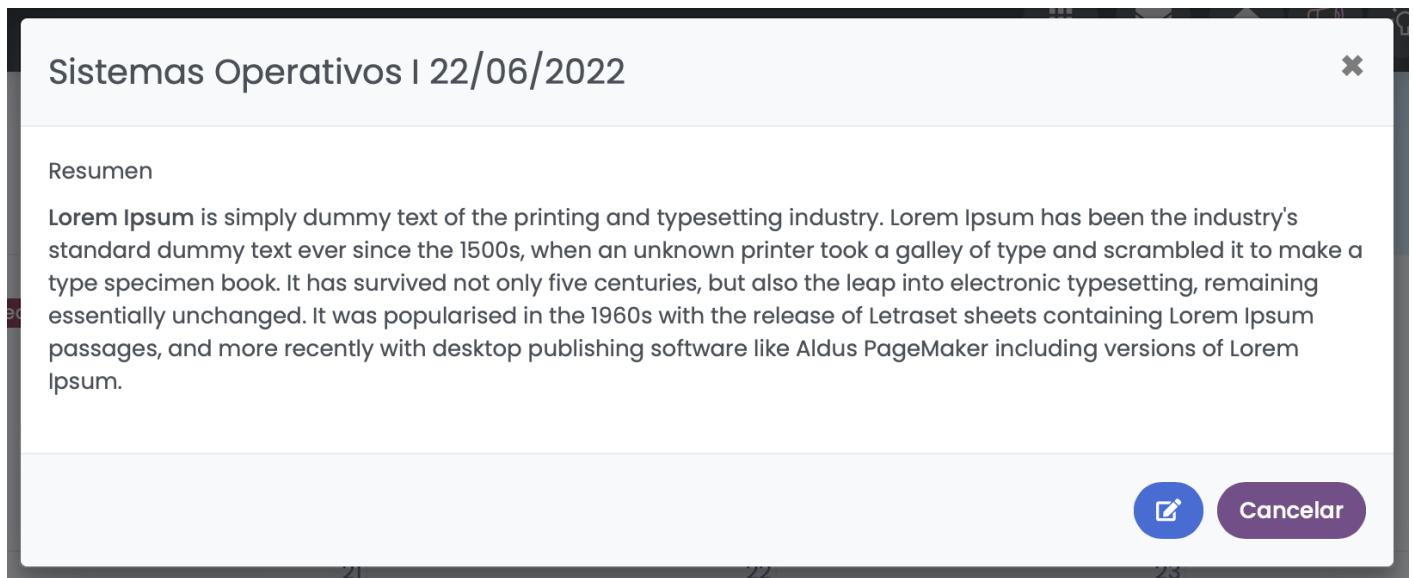 Sistemas Operativos I 22/06/2022
Resumen
Lorem Ipsum is simply dummy text of the printing and typesetting industry. Lorem Ipsum has been the industry's
standard dummy text ever since the 1500s, when an unknown printer took a galley of type and scrambled it to make a
type specimen book. It has survived not only five centuries, but also the leap into electronic typesetting, remaining
essentially unchanged. It was popularised in the 1960s with the release of Letraset sheets containing Lorem Ipsum
passages, and more recently with desktop publishing software like Aldus PageMaker including versions of Lorem
Ipsum.
Cancelar
21 22 23